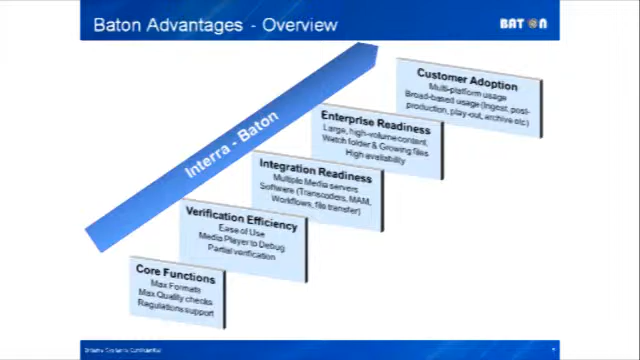 Baton Advantages - Overview
BATON
Interra - Baton
Customer Adoption
Multi-platform usage
Broad-based usage (Ingest, post-
production, play-out, archive etc)
Enterprise Readiness
Large, high-volume content,
Watch folder & Growing files
High availability
Integration Readiness
Multiple Media servers
Software (Transcoders, MAM,
Workflows, file transfer)
Verification Efficiency
Ease of Use
Media Player to Debug
Partial verification
Core Functions
Max Formats
Max Quality checks
Regulations support
Interra Systems Confidential